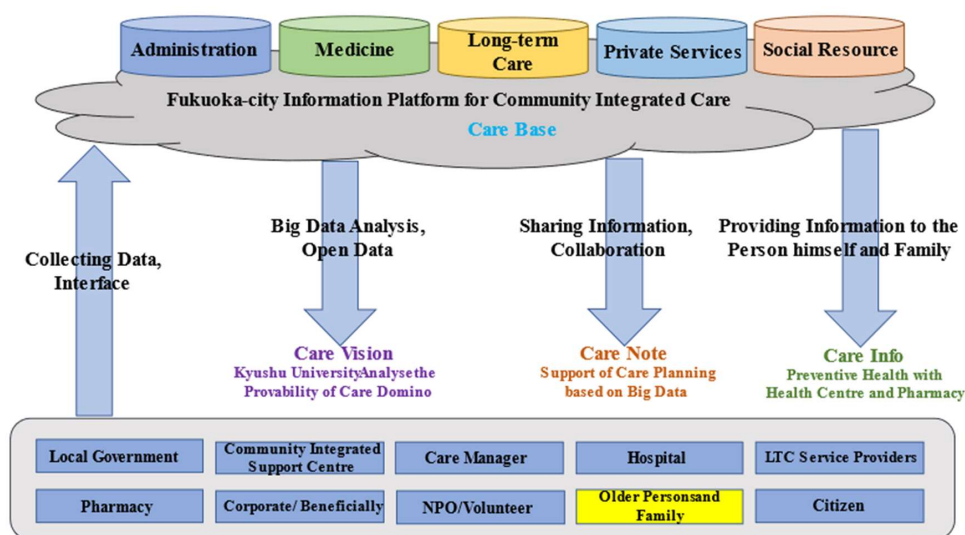 Administration
Medicine
Long-term
Care
Private Services
Social Resource
Fukuoka-city Information Platform for Community Integrated Care
Care Base
Collecting Data,
Interface
Big Data Analysis,
Open Data
Sharing Information,
Collaboration
Providing Information to the
Person himself and Family
Care Vision
Kyushu UniversityAnalysethe
Provability of Care Domino
Care Note
Support of Care Planning
based on Big Data
Care Info
Preventive Health with
Health Centre and Pharmacy
Local Government
Community Integrated
Support Centre
Care Manager
Hospital
LTC Service Providers
Pharmacy
Corporate/ Beneficially
NPO/Volunteer
Older Personsand
Family
Citizen